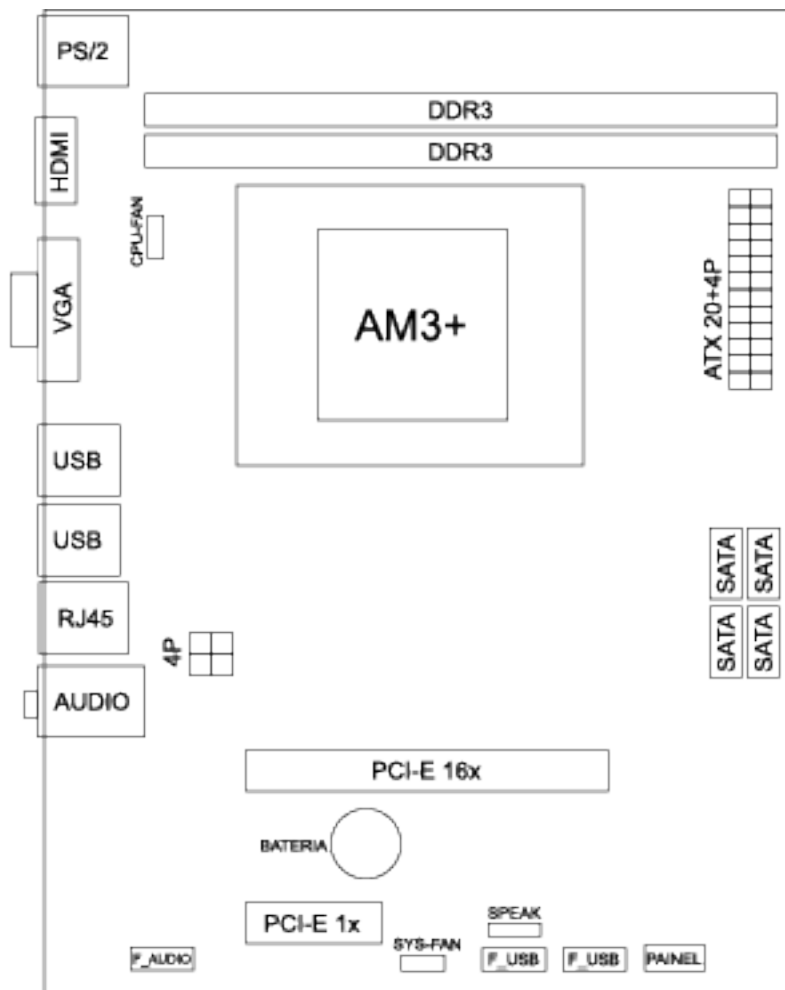 PS/2
DDR3
DDR3
HDMI
CPU-FAN
VGA
AM3+
ATX 20+4P
USB
USB
SATA
SATA
RJ45
4P
SATA
SATA
AUDIO
PCI-E 16x
BATERIA
PCI-E 1x
SPEAK
SYS-FAN
F_AUDIO
F_USB
F_USB
PAINEL